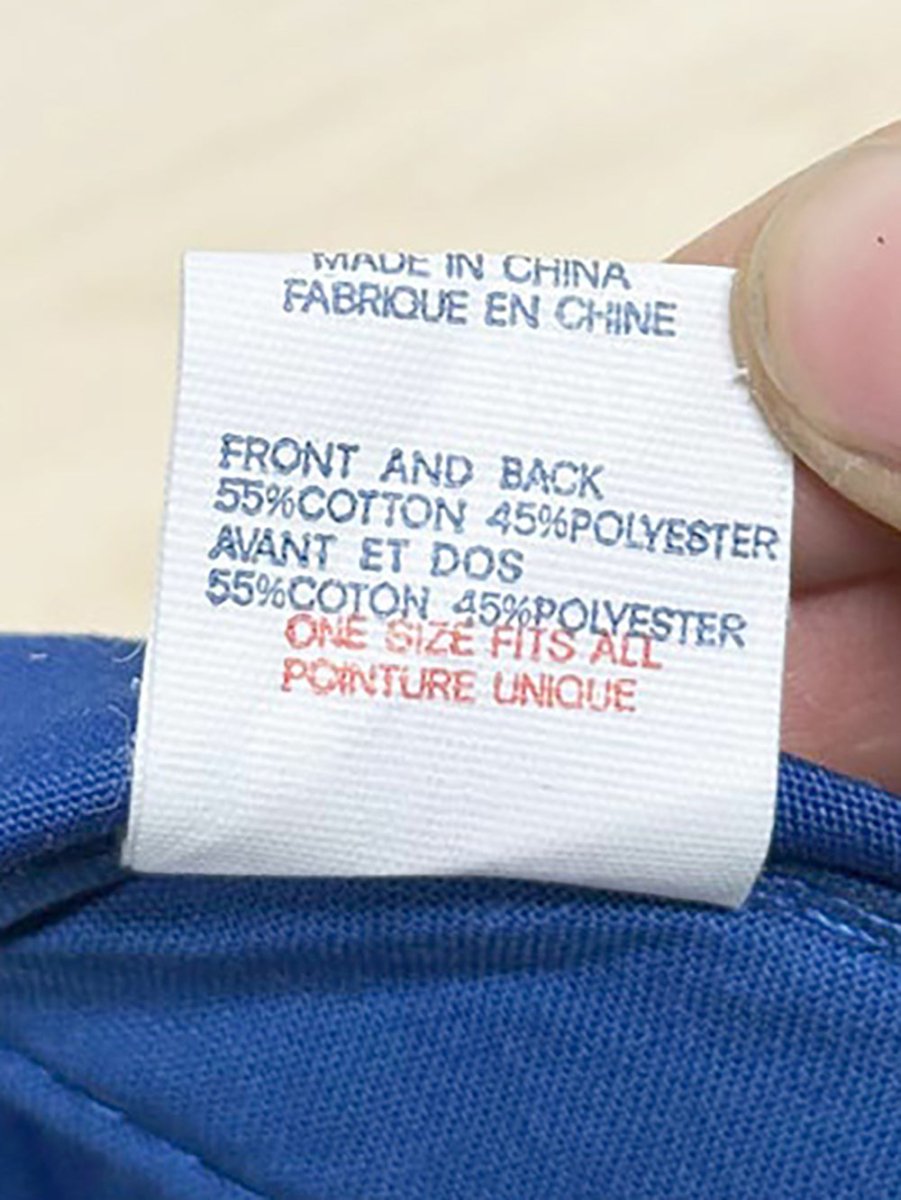 MADE IN CHINA
FABRIQUE EN CHINE
FRONT AND BACK
55%COTTON 45%POLYESTER
AVANT ET DOS
55%COTON 45%POLYESTER
ONE SIZE FITS ALL
POINTURE UNIQUE